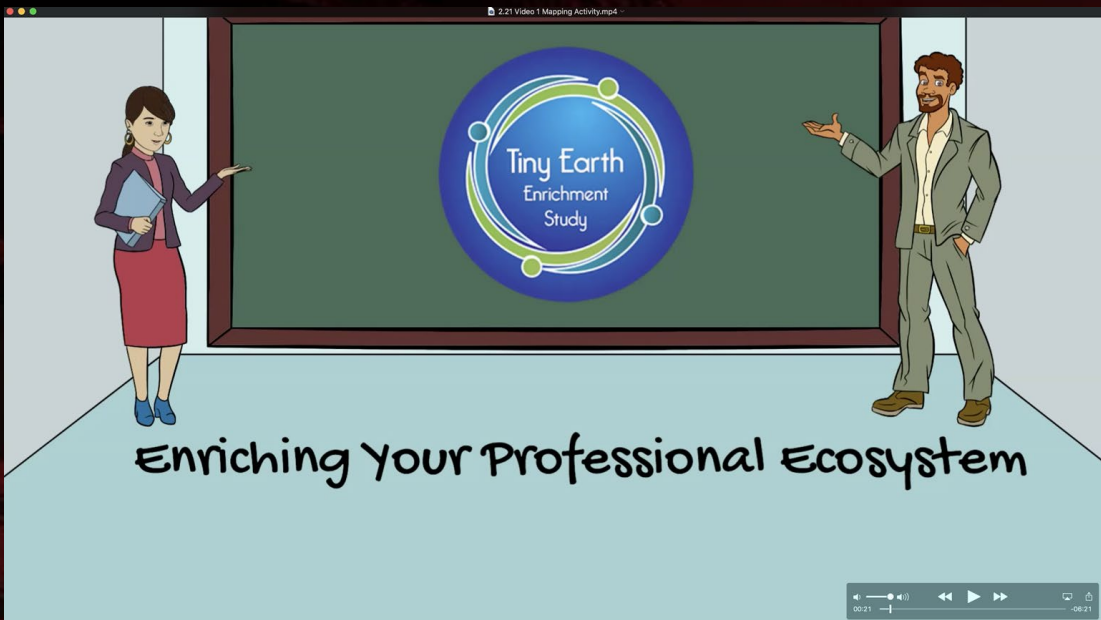 2.21 Video 1 Mapping Activity.mp4
Tiny Earth
Enrichment
Study
Enriching Your Professional Ecosystem
00:21
-06:21